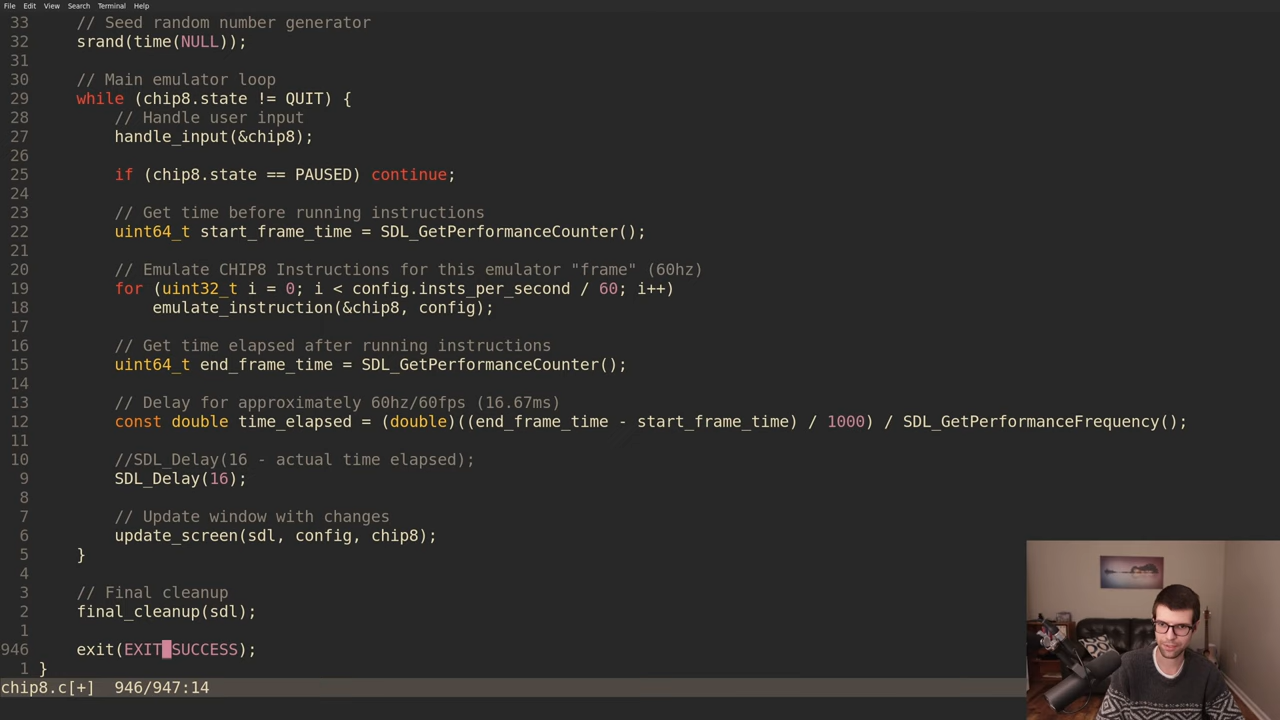 File Edit View Search Terminal Help
33 // Seed random number generator
32 srand(time(NULL));
31
30 // Main emulator loop
29 while (chip8.state != QUIT) {
28 // Handle user input
27 handle_input(&chip8);
26
25 if (chip8.state == PAUSED) continue;
24
23 // Get time before running instructions
22 uint64_t start_frame_time = SDL_GetPerformanceCounter();
21
20 // Emulate CHIP8 Instructions for this emulator "frame" (60hz)
19 for (uint32_t i = 0; i < config.insts_per_second / 60; i++)
18 emulate_instruction(&chip8, config);
17
16 // Get time elapsed after running instructions
15 uint64_t end_frame_time = SDL_GetPerformanceCounter();
14
13 // Delay for approximately 60hz/60fps (16.67ms)
12 const double time_elapsed = (double)((end_frame_time - start_frame_time) / 1000) / SDL_GetPerformanceFrequency();
11
10 //SDL_Delay(16 - actual time elapsed);
9 SDL_Delay(16);
8
7 // Update window with changes
6 update_screen(sdl, config, chip8);
5 }
4
3 // Final cleanup
2 final_cleanup(sdl);
1
946 exit(EXIT_SUCCESS);
1 }
chip8.c[+] 946/947:14